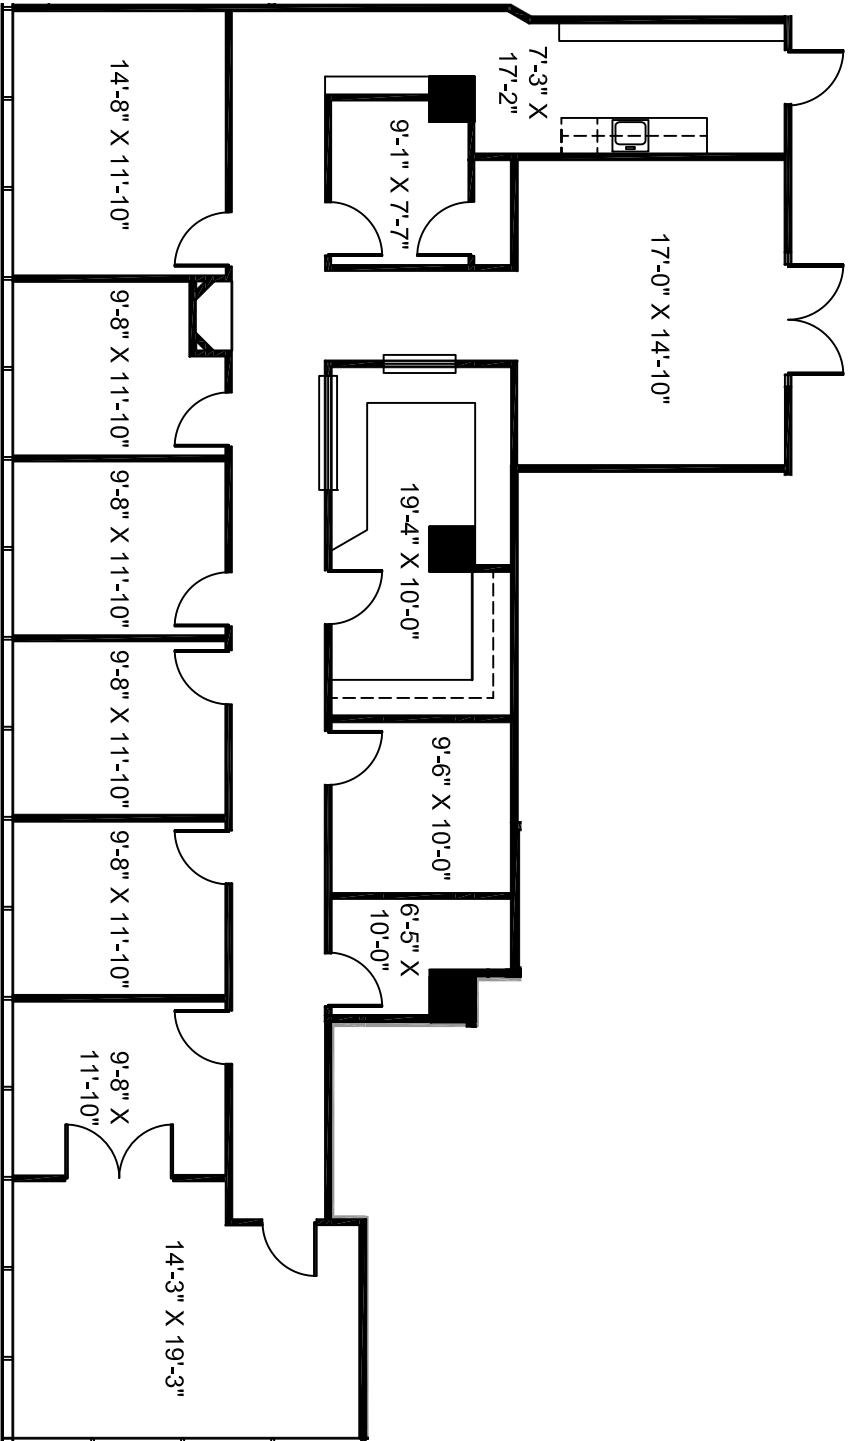 7'-3" X
17'-2"
14'-8" X 11'-10"
9'-1" X 7'-7"
17'-0" X 14'-10"
9'-8" X 11'-10"
9'-8" X 11'-10"
19'-4" X 10'-0"
9'-8" X 11'-10"
9'-6" X 10'-0"
9'-8" X 11'-10"
6'-5" X
10'-0"
9'-8" X
11'-10"
14'-3" X 19'-3"